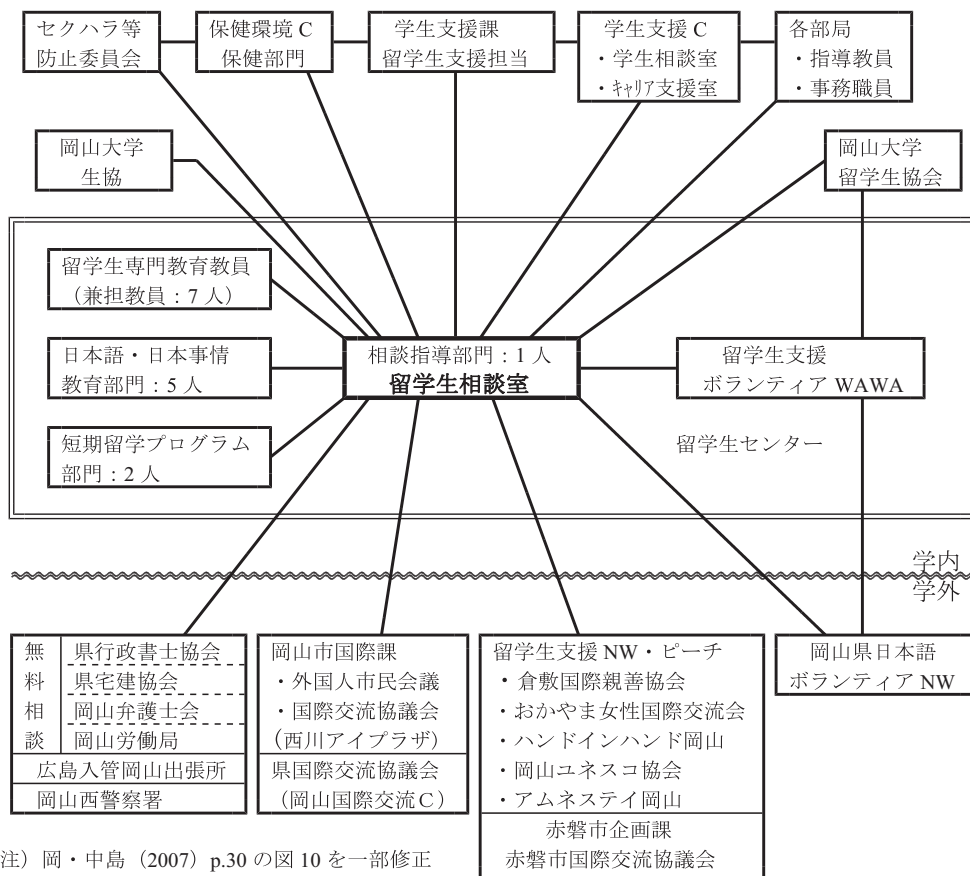 セクハラ等
防止委員会
保健環境 C
保健部門
学生支援課
留学生支援担当
学生支援 C
・学生相談室
・ｷｬﾘｱ支援室
各部局
・指導教員
・事務職員
岡山大学
生協
岡山大学
留学生協会
留学生専門教育教員
（兼担教員：7 人）
日本語・日本事情
教育部門：5 人
短期留学プログラム
部門：2 人
相談指導部門：1 人
留学生相談室
留学生支援
ボランティア WAWA
留学生センター
学内
学外
無料相談
県行政書士協会
県宅建協会
岡山弁護士会
岡山労働局
広島入管岡山出張所
岡山西警察署
岡山市国際課
・外国人市民会議
・国際交流協議会
（西川アイプラザ）
県国際交流協議会
（岡山国際交流Ｃ）
留学生支援 NW・ピーチ
・倉敷国際親善協会
・おかやま女性国際交流会
・ハンドインハンド岡山
・岡山ユネスコ協会
・アムネステイ岡山
赤磐市企画課
赤磐市国際交流協議会
岡山県日本語
ボランティア NW
注）岡・中島（2007）p.30 の図 10 を一部修正